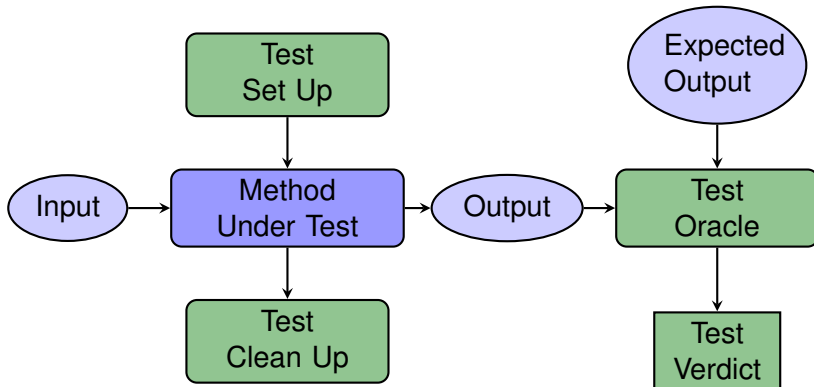 Test
Set Up
Expected
Output
Input
Method
Under Test
Output
Test
Oracle
Test
Clean Up
Test
Verdict